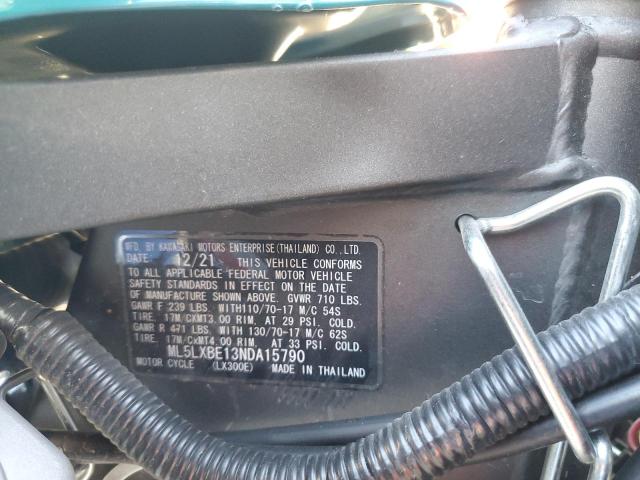 MFD. BY KAWASAKI MOTORS ENTERPRISE(THAILAND) CO.,LTD.
DATE: 12/21 THIS VEHICLE CONFORMS
TO ALL APPLICABLE FEDERAL MOTOR VEHICLE
SAFETY STANDARDS IN EFFECT ON THE DATE
OF MANUFACTURE SHOWN ABOVE. GVWR 710 LBS.
GAWR F 239 LBS. WITH110/70-17 M/C 54S
TIRE. 17M/CXMT3.00 RIM. AT 29 PSI. COLD.
GAWR R 471 LBS. WITH 130/70-17 M/C 62S
TIRE. 17M/CxMT4.00 RIM. AT 33 PSI. COLD.
ML5LXBE13NDA15790
MOTOR CYCLE (LX300E) MADE IN THAILAND